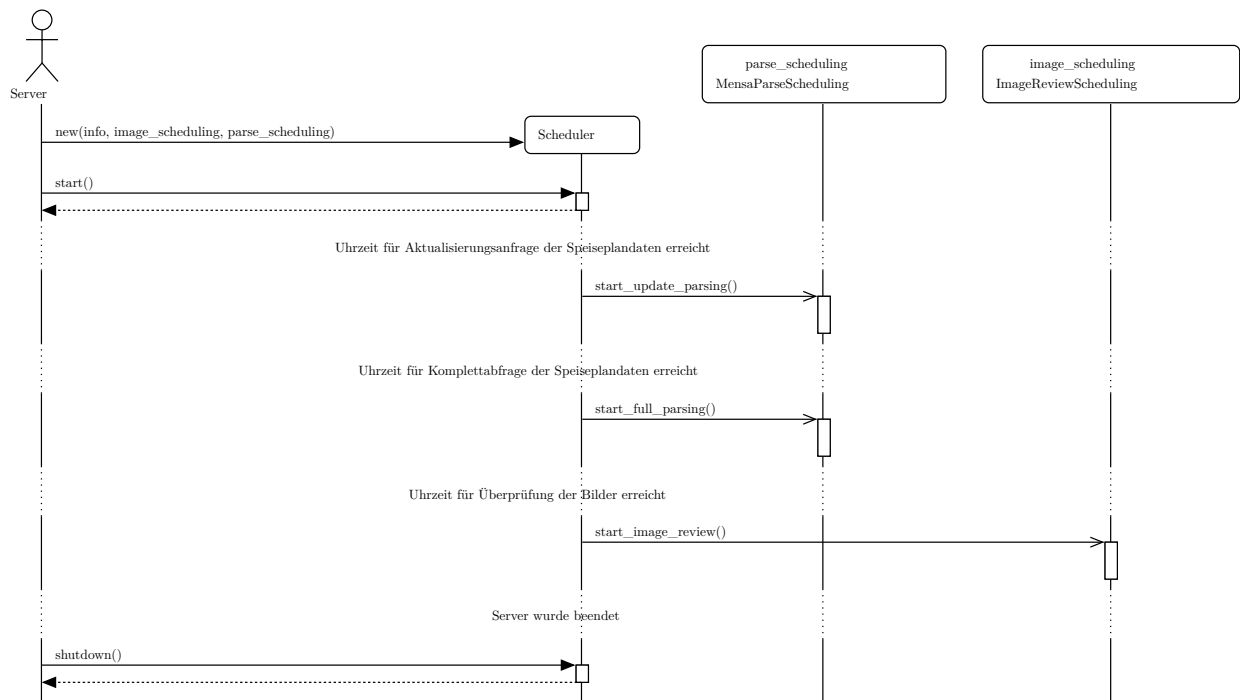 parse_scheduling
MensaParseScheduling
image_scheduling
ImageReviewScheduling
Server
new(info, image_scheduling, parse_scheduling)
Scheduler
start()
Uhrzeit für Aktualisierungsanfrage der Speiseplandaten erreicht
start_update_parsing()
Uhrzeit für Komplettabfrage der Speiseplandaten erreicht
start_full_parsing()
Uhrzeit für Überprüfung der Bilder erreicht
start_image_review()
Server wurde beendet
shutdown()